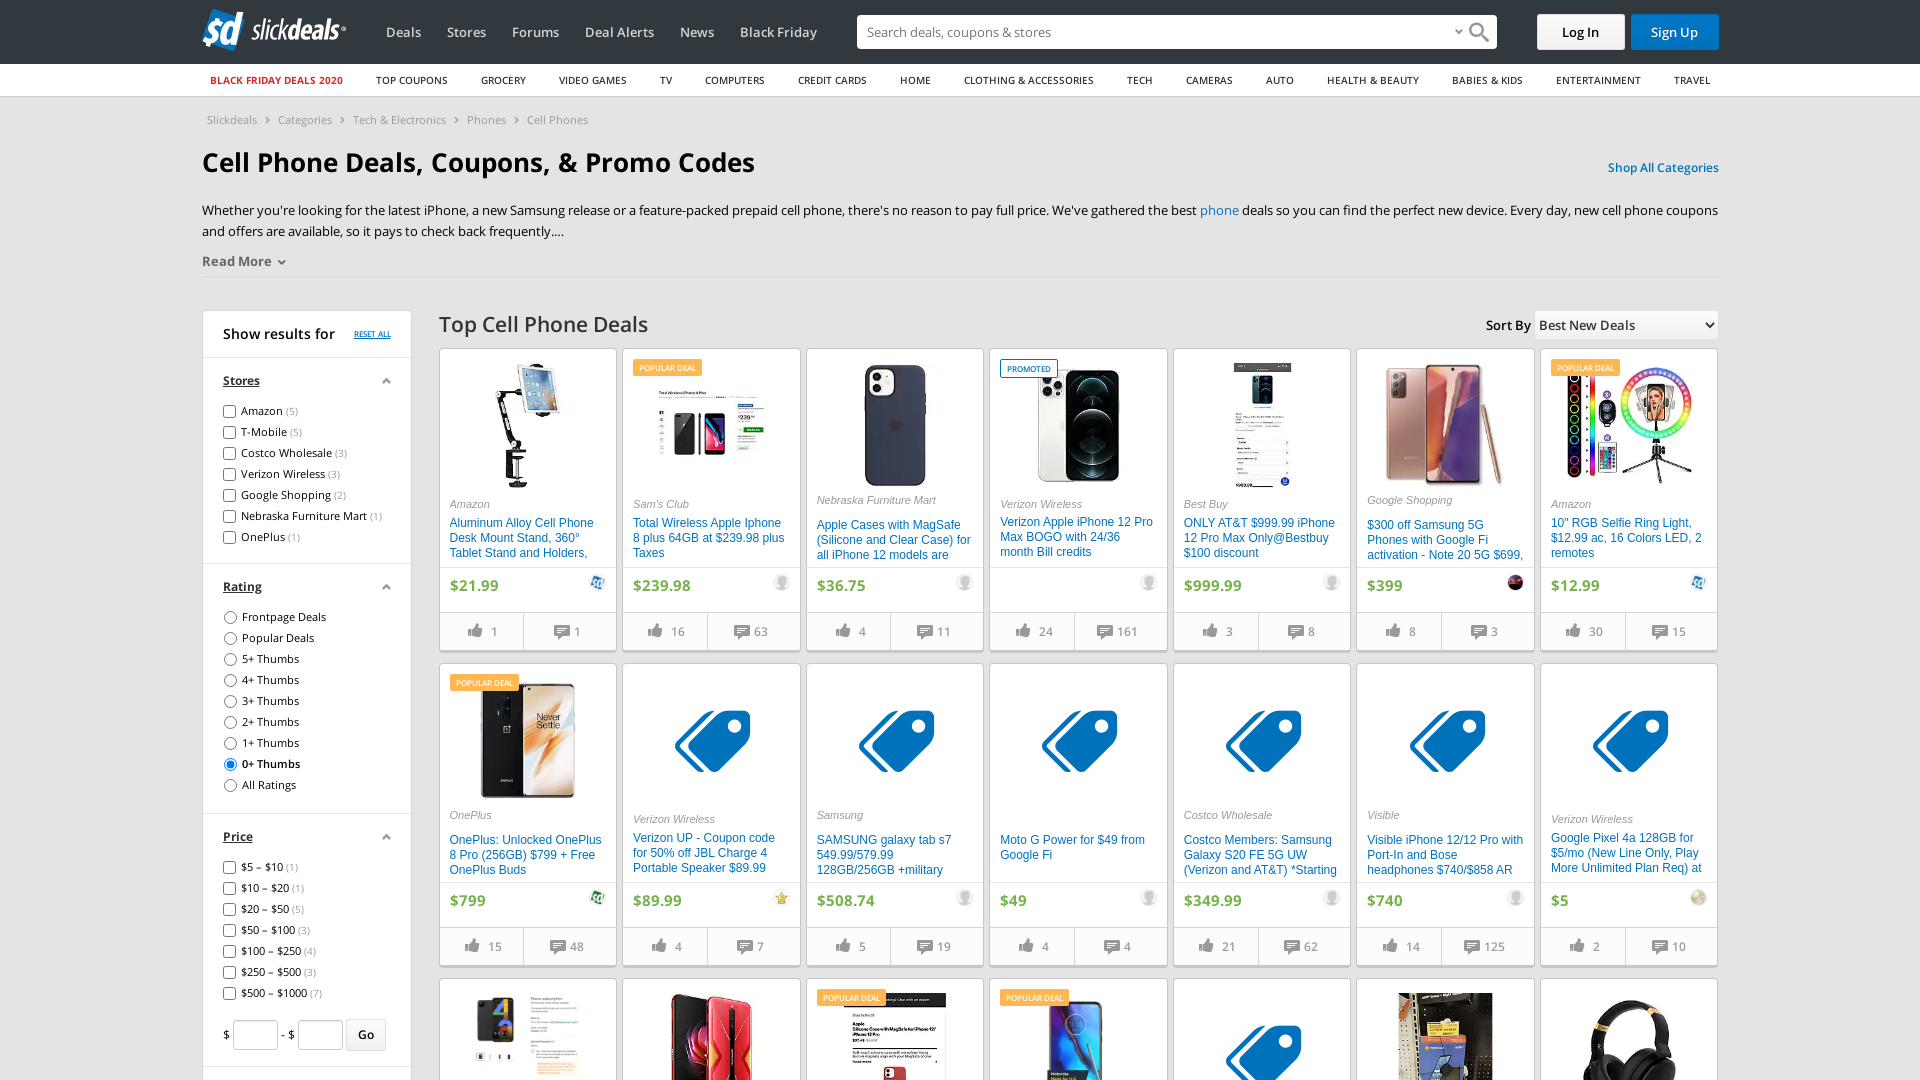 slickdeals
Deals
Stores
Forums
Deal Alerts
News
Black Friday
Search deals, coupons & stores
Log In
Sign Up
BLACK FRIDAY DEALS 2020
TOP COUPONS
GROCERY
VIDEO GAMES
TV
COMPUTERS
CREDIT CARDS
HOME
CLOTHING & ACCESSORIES
TECH
CAMERAS
AUTO
HEALTH & BEAUTY
BABIES & KIDS
ENTERTAINMENT
TRAVEL
Slickdeals > Categories > Tech & Electronics > Phones > Cell Phones
Cell Phone Deals, Coupons, & Promo Codes
Shop All Categories
Whether you're looking for the latest iPhone, a new Samsung release or a feature-packed prepaid cell phone, there's no reason to pay full price. We've gathered the best phone deals so you can find the perfect new device. Every day, new cell phone coupons
and offers are available, so it pays to check back frequently....
Read More
Show results for
RESET ALL
Stores
Amazon (5)
T-Mobile (5)
Costco Wholesale (3)
Verizon Wireless (3)
Google Shopping (2)
Nebraska Furniture Mart (1)
OnePlus (1)
Rating
Frontpage Deals
Popular Deals
5+ Thumbs
4+ Thumbs
3+ Thumbs
2+ Thumbs
1+ Thumbs
0+ Thumbs
All Ratings
Price
$5 – $10 (1)
$10 – $20 (1)
$20 – $50 (5)
$50 – $100 (3)
$100 – $250 (4)
$250 – $500 (3)
$500 – $1000 (7)
$ - $ Go
Top Cell Phone Deals
Sort By Best New Deals
Amazon
Aluminum Alloy Cell Phone
Desk Mount Stand, 360°
Tablet Stand and Holders,
$21.99
1
1
POPULAR DEAL
Sam's Club
Total Wireless Apple Iphone
8 plus 64GB at $239.98 plus
Taxes
$239.98
16
63
Nebraska Furniture Mart
Apple Cases with MagSafe
(Silicone and Clear Case) for
all iPhone 12 models are
$36.75
4
11
PROMOTED
Verizon Wireless
Verizon Apple iPhone 12 Pro
Max BOGO with 24/36
month Bill credits
24
161
Best Buy
ONLY AT&T $999.99 iPhone
12 Pro Max Only@Bestbuy
$100 discount
$999.99
3
8
Google Shopping
$300 off Samsung 5G
Phones with Google Fi
activation - Note 20 5G $699,
$399
8
3
POPULAR DEAL
Amazon
10" RGB Selfie Ring Light,
$12.99 ac, 16 Colors LED, 2
remotes
$12.99
30
15
POPULAR DEAL
Never
Settle
OnePlus
OnePlus: Unlocked OnePlus
8 Pro (256GB) $799 + Free
OnePlus Buds
$799
15
48
Verizon Wireless
Verizon UP - Coupon code
for 50% off JBL Charge 4
Portable Speaker $89.99
$89.99
4
7
Samsung
SAMSUNG galaxy tab s7
549.99/579.99
128GB/256GB +military
$508.74
5
19
Moto G Power for $49 from
Google Fi
$49
4
4
Costco Wholesale
Costco Members: Samsung
Galaxy S20 FE 5G UW
(Verizon and AT&T) *Starting
$349.99
21
62
Visible
Visible iPhone 12/12 Pro with
Port-In and Bose
headphones $740/$858 AR
$740
14
125
Verizon Wireless
Google Pixel 4a 128GB for
$5/mo (New Line Only, Play
More Unlimited Plan Req) at
$5
2
10
POPULAR DEAL
POPULAR DEAL